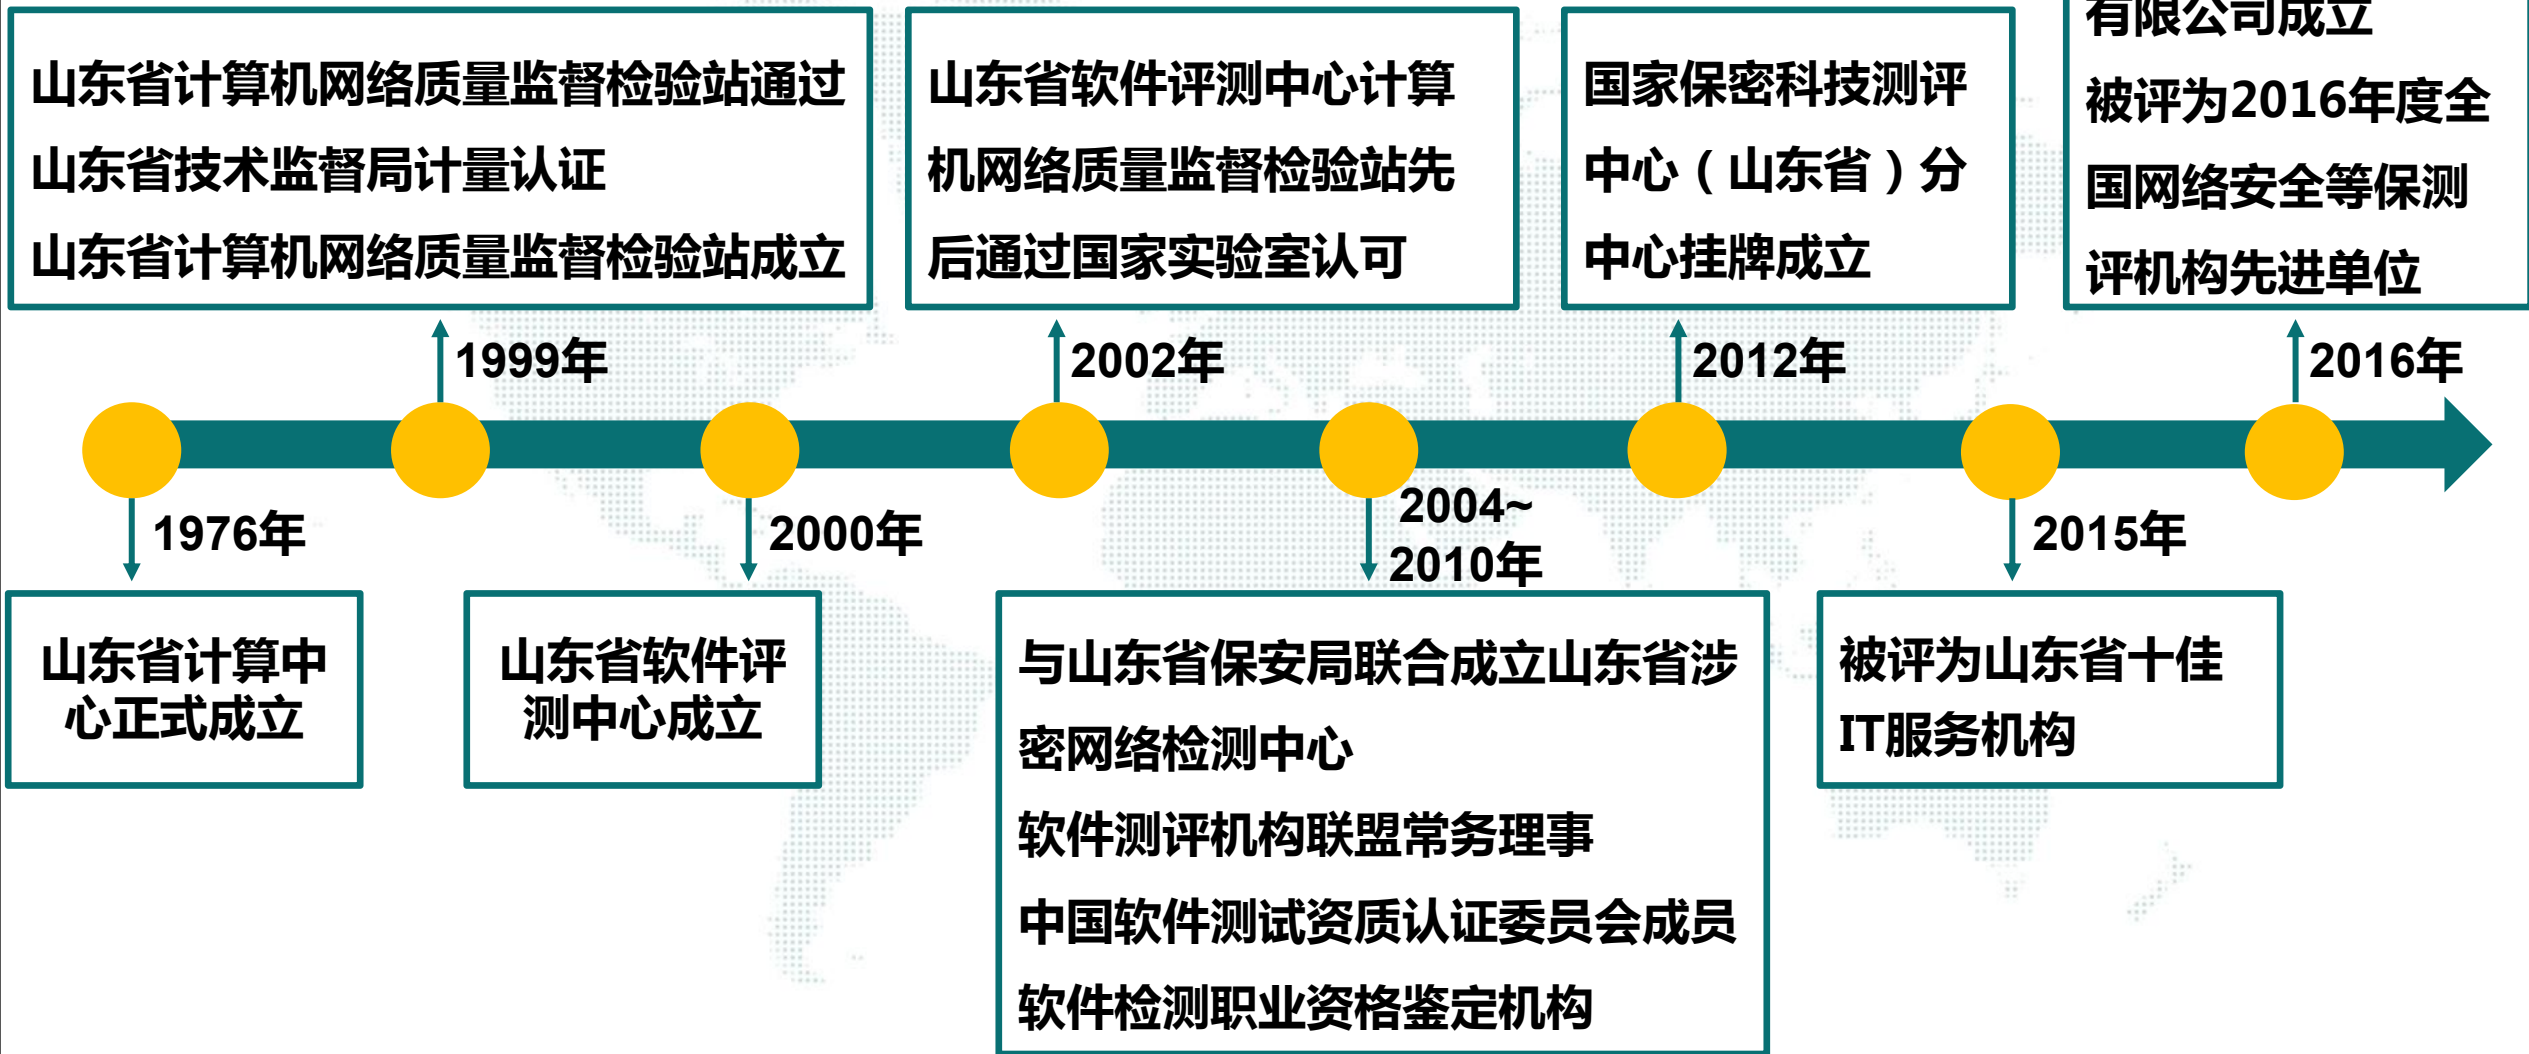 山东省计算机网络质量监督检验站通过
山东省技术监督局计量认证
山东省计算机网络质量监督检验站成立
山东省软件评测中心计算
机网络质量监督检验站先
后通过国家实验室认可
国家保密科技测评
中心（山东省）分
中心挂牌成立
有限公司成立
被评为2016年度全
国网络安全等保测
评机构先进单位
1999年
2002年
2012年
2016年
1976年
2000年
2004~
2010年
2015年
山东省计算中
心正式成立
山东省软件评
测中心成立
与山东省保安局联合成立山东省涉
密网络检测中心
软件测评机构联盟常务理事
中国软件测试资质认证委员会成员
软件检测职业资格鉴定机构
被评为山东省十佳
IT服务机构